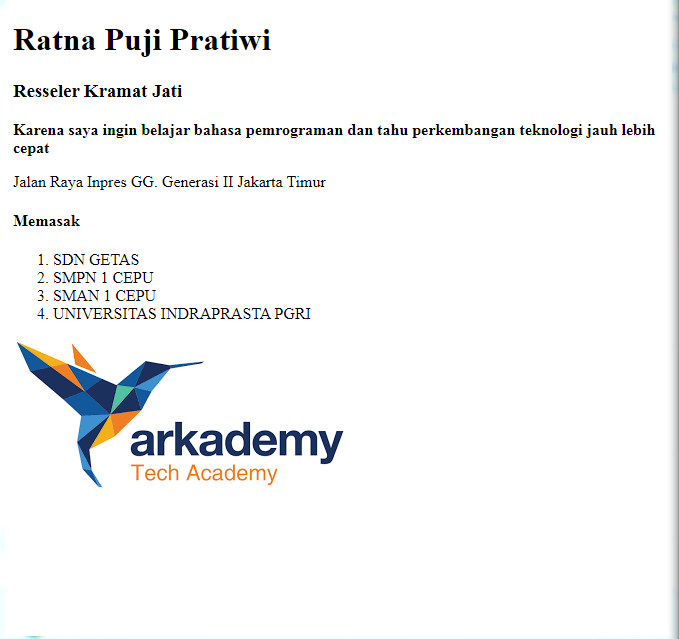 Ratna Puji Pratiwi
Resseler Kramat Jati
Karena saya ingin belajar bahasa pemrograman dan tahu perkembangan teknologi jauh lebih
cepat
Jalan Raya Inpres GG. Generasi II Jakarta Timur
Memasak
1. SDN GETAS
2. SMPN 1 CEPU
3. SMAN 1 CEPU
4. UNIVERSITAS INDRAPRASTA PGRI
arkademy
Tech Academy